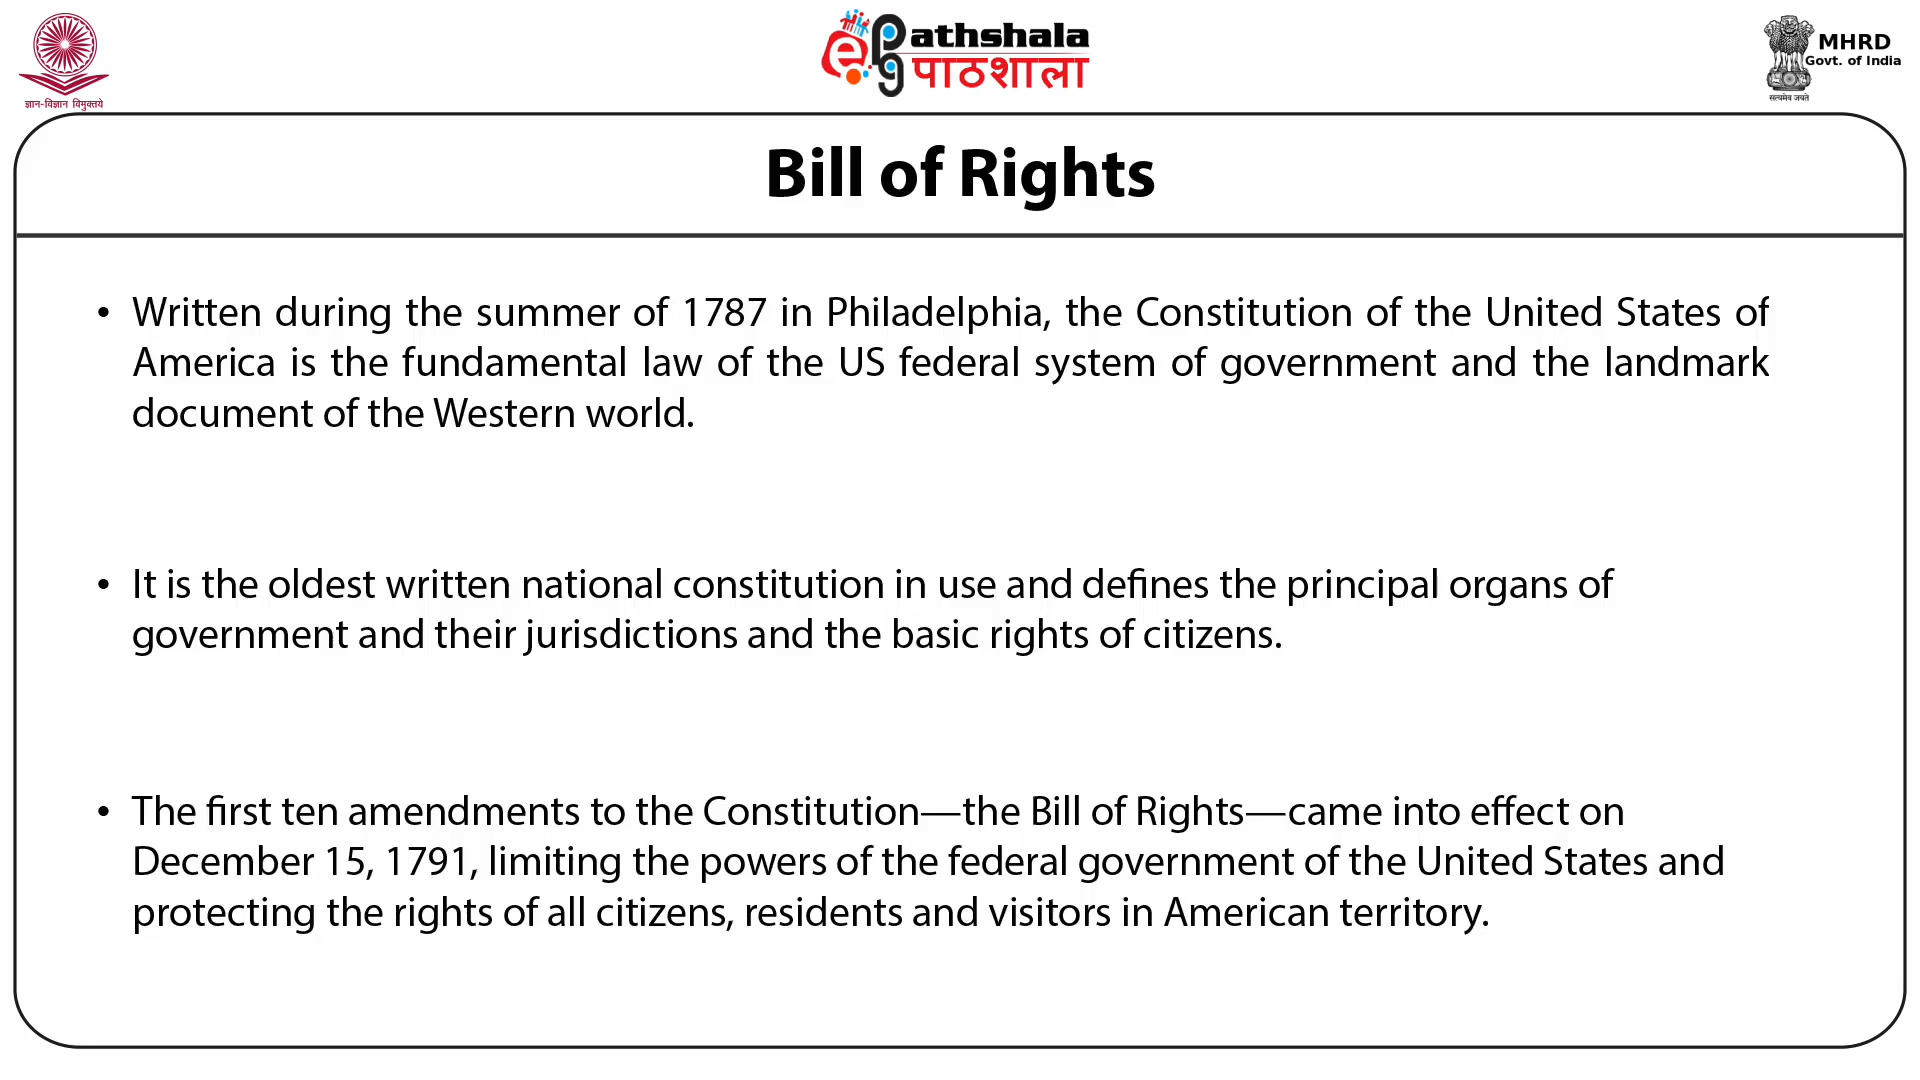 ज्ञान-विज्ञान विमुक्तये
ePG Pathshala
पाठशाला
सत्यमेव जयते
MHRD
Govt. of India
Bill of Rights
• Written during the summer of 1787 in Philadelphia, the Constitution of the United States of
America is the fundamental law of the US federal system of government and the landmark
document of the Western world.
• It is the oldest written national constitution in use and defines the principal organs of
government and their jurisdictions and the basic rights of citizens.
• The first ten amendments to the Constitution—the Bill of Rights—came into effect on
December 15, 1791, limiting the powers of the federal government of the United States and
protecting the rights of all citizens, residents and visitors in American territory.